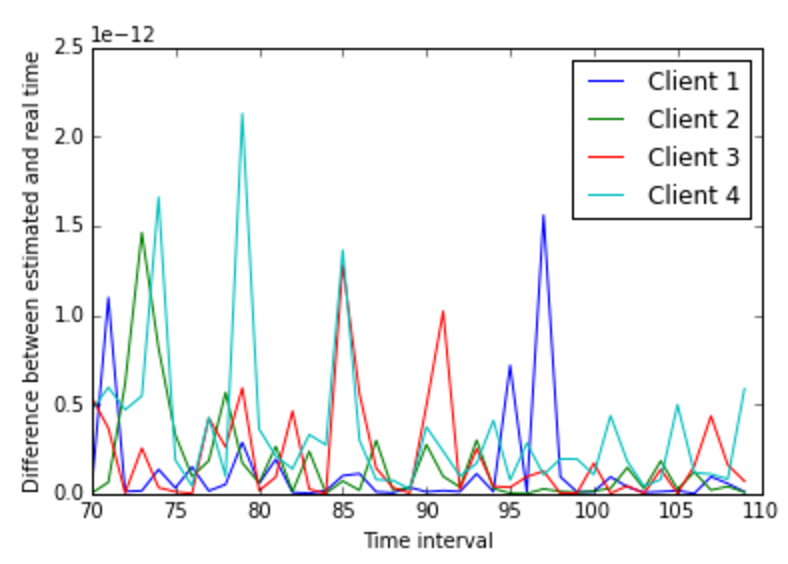 1e−12
2.5
2.0
1.5
1.0
0.5
0.0
Difference between estimated and real time
Client 1
Client 2
Client 3
Client 4
70 75 80 85 90 95 100 105 110
Time interval